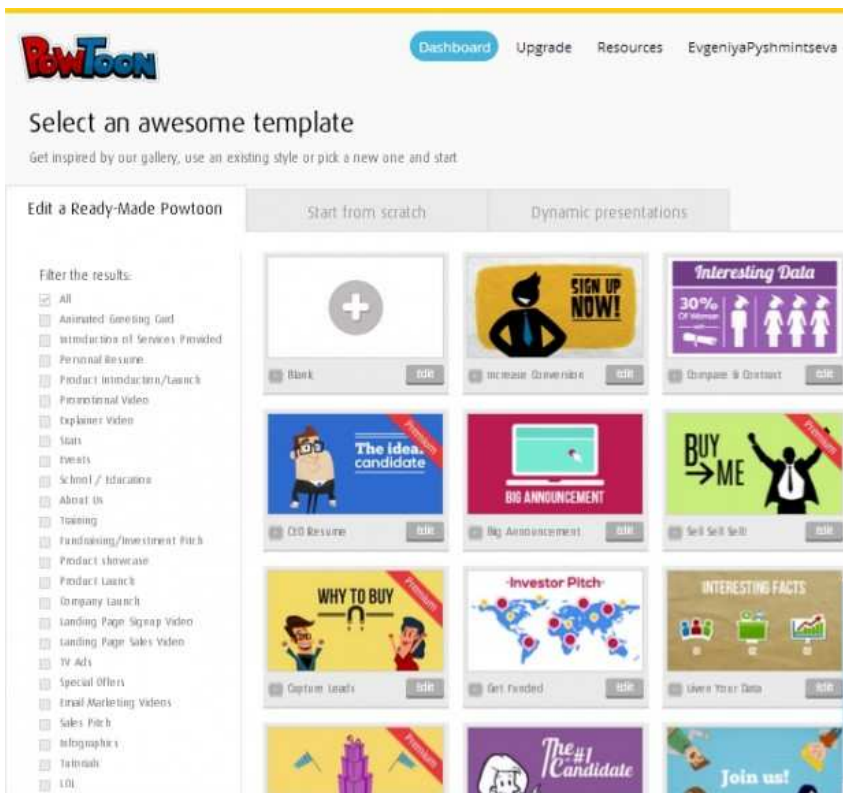 PowToon
Dashboard Upgrade Resources EvgeniyaPyshmintseva
Select an awesome template
Get inspired by our gallery, use an existing style or pick a new one and start
Edit a Ready-Made Powtoon Start from scratch Dynamic presentations
Filter the results:
All
Animated Greeting Card
Introduction of Services Provided
Personal Resume
Product Introduction/Launch
Promotional Video
Explainer Video
Stats
Events
School / Education
About Us
Training
Fundraising/Investment Pitch
Product showcase
Product Launch
Company Launch
Landing Page Signup Video
Landing Page Sales Video
TV Ads
Special Offers
Email Marketing Videos
Sales Pitch
Infographics
Tutorials
LOL
Blank Edit
SIGN UP
NOW!
Increase Conversion Edit
Interesting Data
30%
Of Women
Compare & Contrast Edit
The ideal
candidate
Premium
CEO Resume Edit
BIG ANNOUNCEMENT
Big Announcement Edit
BUY
ME
Premium
Sell Sell Sell! Edit
WHY TO BUY
Premium
Capture Leads Edit
Investor Pitch
Get Funded Edit
INTERESTING FACTS
Liven Your Data Edit
Premium
The #1
Candidate
Join us!